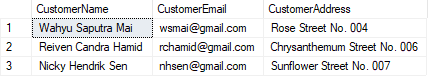 CustomerName CustomerEmail CustomerAddress
1 Wahyu Saputra Mai wsmai@gmail.com Rose Street No. 004
2 Reiven Candra Hamid rchamid@gmail.com Chrysanthemum Street No. 006
3 Nicky Hendrik Sen nhsen@gmail.com Sunflower Street No. 007